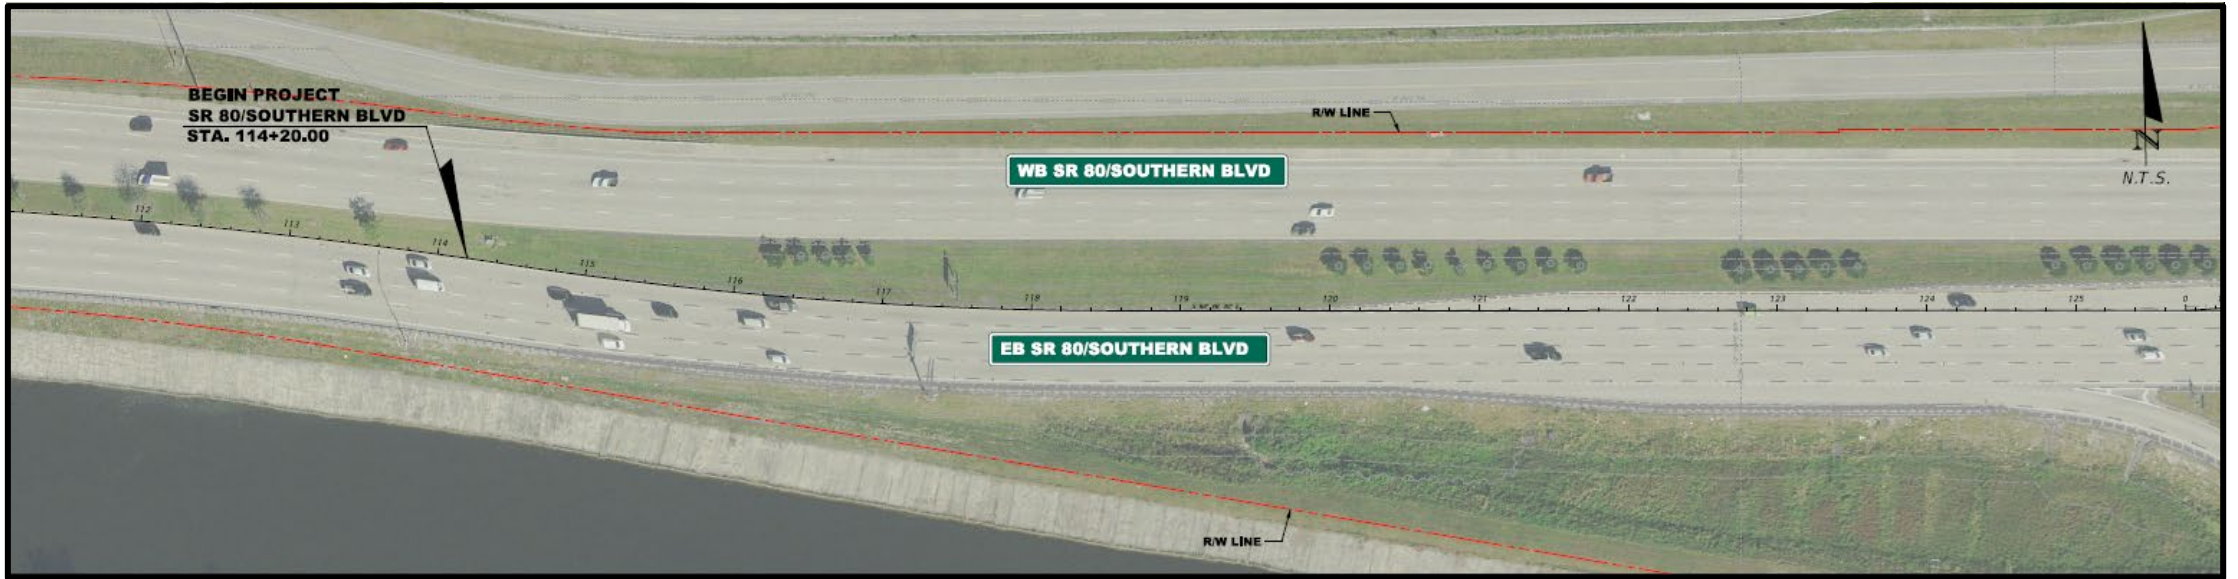 BEGIN PROJECT
SR 80/SOUTHERN BLVD
STA. 114+20.00
R/W LINE
WB SR 80/SOUTHERN BLVD
N
N.T.S.
112
113
114
115
116
117
118
119
120
121
122
123
124
125
EB SR 80/SOUTHERN BLVD
R/W LINE